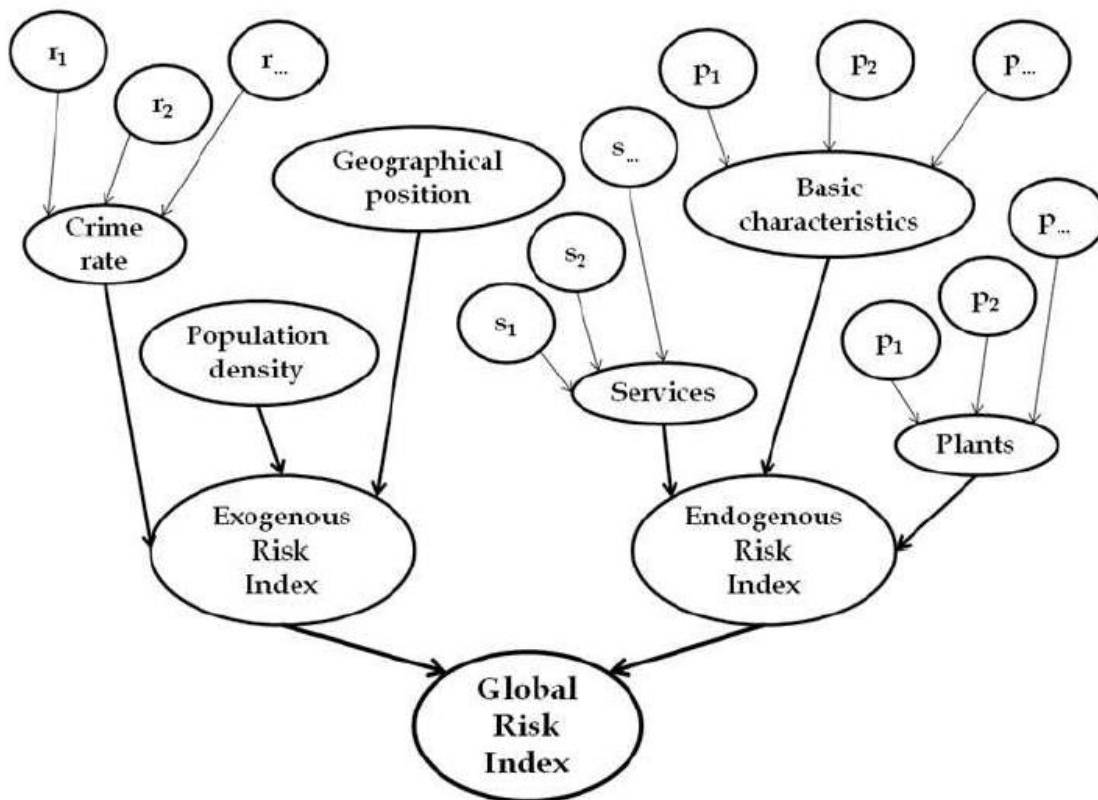 r1
r2
r...
Geographical
position
Crime
rate
Population
density
Exogenous
Risk
Index
p1
p2
p...
s...
Basic
characteristics
s2
s1
Services
p...
p2
p1
Plants
Endogenous
Risk
Index
Global
Risk
Index